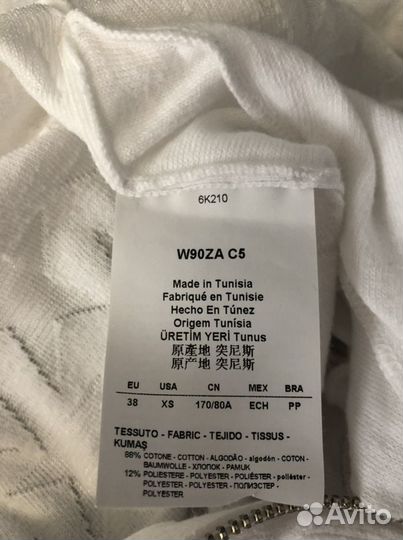 6K210
W90ZA C5
Made in Tunisia
Fabriqué en Tunisie
Hecho En Túnez
Origem Tunísia
ÜRETİM YERİ Tunus
原產地 突尼斯
原产地 突尼斯
EU USA CN MEX BRA
38 XS 170/80A ECH PP
TESSUTO - FABRIC - TEJIDO - TISSUS -
KUMAŞ
88% COTONE - COTTON - ALGODÃO - algodón - COTON -
BAUMWOLLE - ХЛОПОК - PAMUK
12% POLIESTERE - POLYESTER - POLIÉSTER - poliéster -
POLYESTER - POLYESTER - ПОЛИЭСТЕР -
POLYESTER
Avito